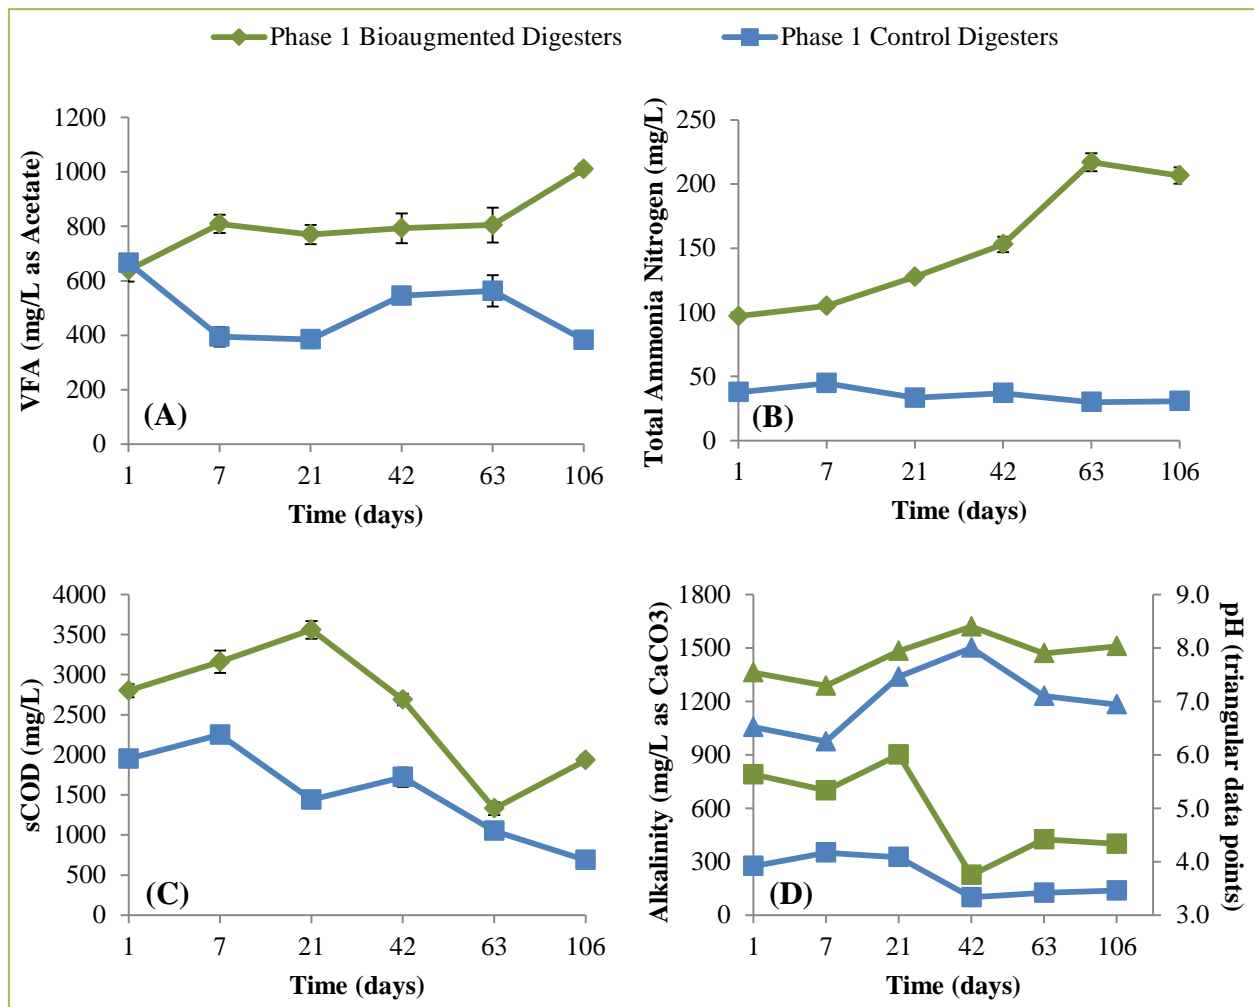 Phase 1 Bioaugmented Digesters
Phase 1 Control Digesters
VFA (mg/L as Acetate)
1200
1000
800
600
400
200
0
(A)
1 7 21 42 63 106
Time (days)
Total Ammonia Nitrogen (mg/L)
250
200
150
100
50
0
(B)
1 7 21 42 63 106
Time (days)
sCOD (mg/L)
4000
3500
3000
2500
2000
1500
1000
500
0
(C)
1 7 21 42 63 106
Time (days)
Alkalinity (mg/L as CaCO3)
1800
1500
1200
900
600
300
0
(D)
9.0
8.0
7.0
6.0
5.0
4.0
3.0
pH (triangular data
points)
1 7 21 42 63 106
Time (days)